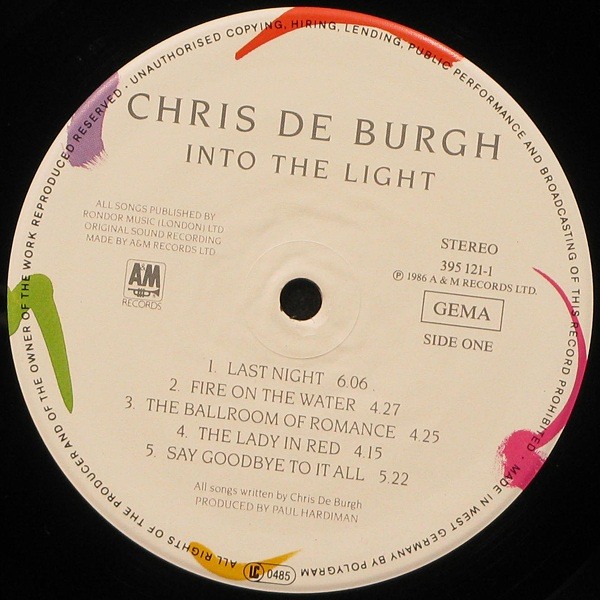 CHRIS DE BURGH
INTO THE LIGHT
ALL SONGS PUBLISHED BY
RONDOR MUSIC (LONDON) LTD
ORIGINAL SOUND RECORDING
MADE BY A&M RECORDS LTD
A&M
RECORDS
STEREO
395 121-1
℗ 1986 A & M RECORDS LTD.
GEMA
SIDE ONE
1. LAST NIGHT 6.06
2. FIRE ON THE WATER 4.27
3. THE BALLROOM OF ROMANCE 4.25
4. THE LADY IN RED 4.15
5. SAY GOODBYE TO IT ALL 5.22
All songs written by Chris De Burgh
PRODUCED BY PAUL HARDIMAN
ALL RIGHTS OF THE PRODUCER AND OF THE OWNER OF THE WORK REPRODUCED RESERVED · UNAUTHORISED COPYING, HIRING, LENDING, PUBLIC PERFORMANCE AND BROADCASTING OF THIS RECORD PROHIBITED · MADE IN WEST GERMANY BY POLYGRAM
LC 0485